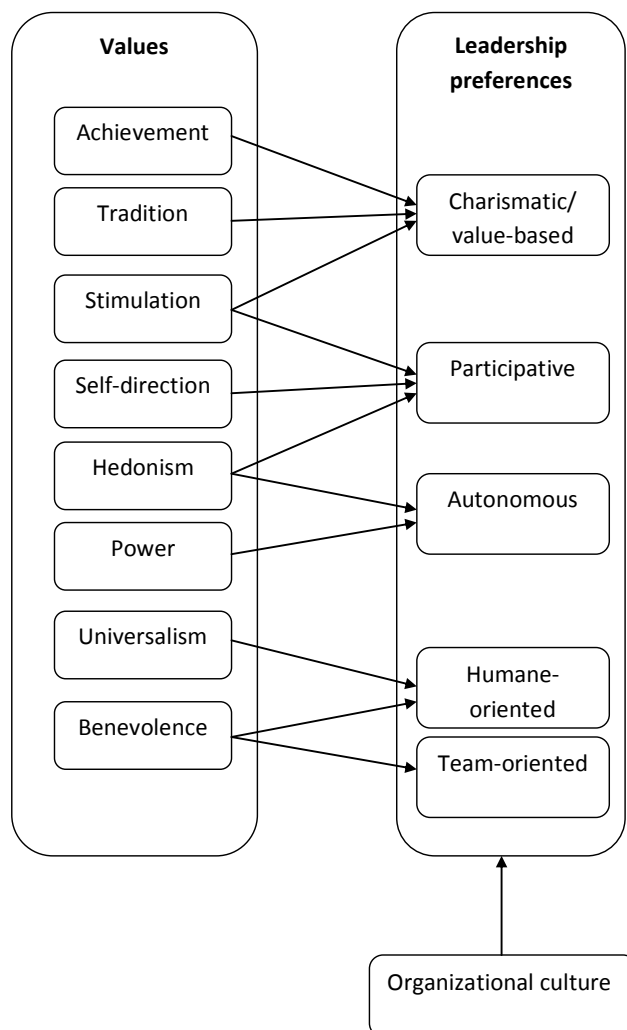 Values
Achievement
Tradition
Stimulation
Self-direction
Hedonism
Power
Universalism
Benevolence
Leadership
preferences
Charismatic/
value-based
Participative
Autonomous
Humane-
oriented
Team-oriented
Organizational culture